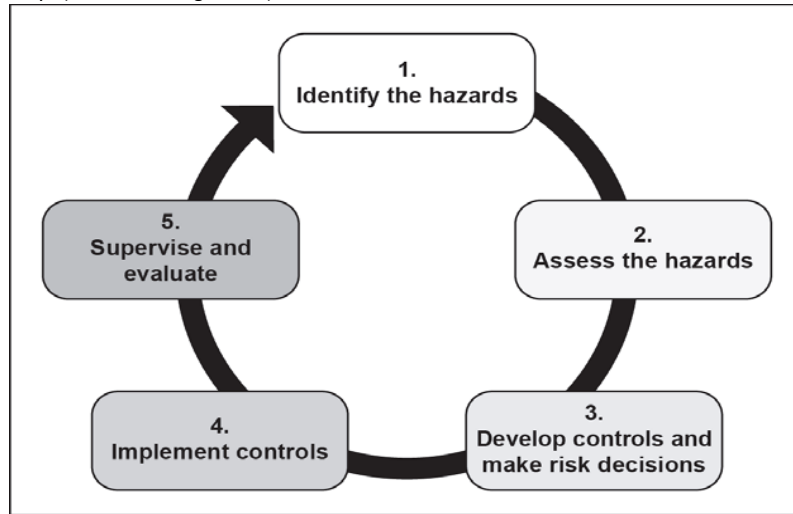 1.
Identify the hazards
2.
Assess the hazards
3.
Develop controls and
make risk decisions
4.
Implement controls
5.
Supervise and
evaluate